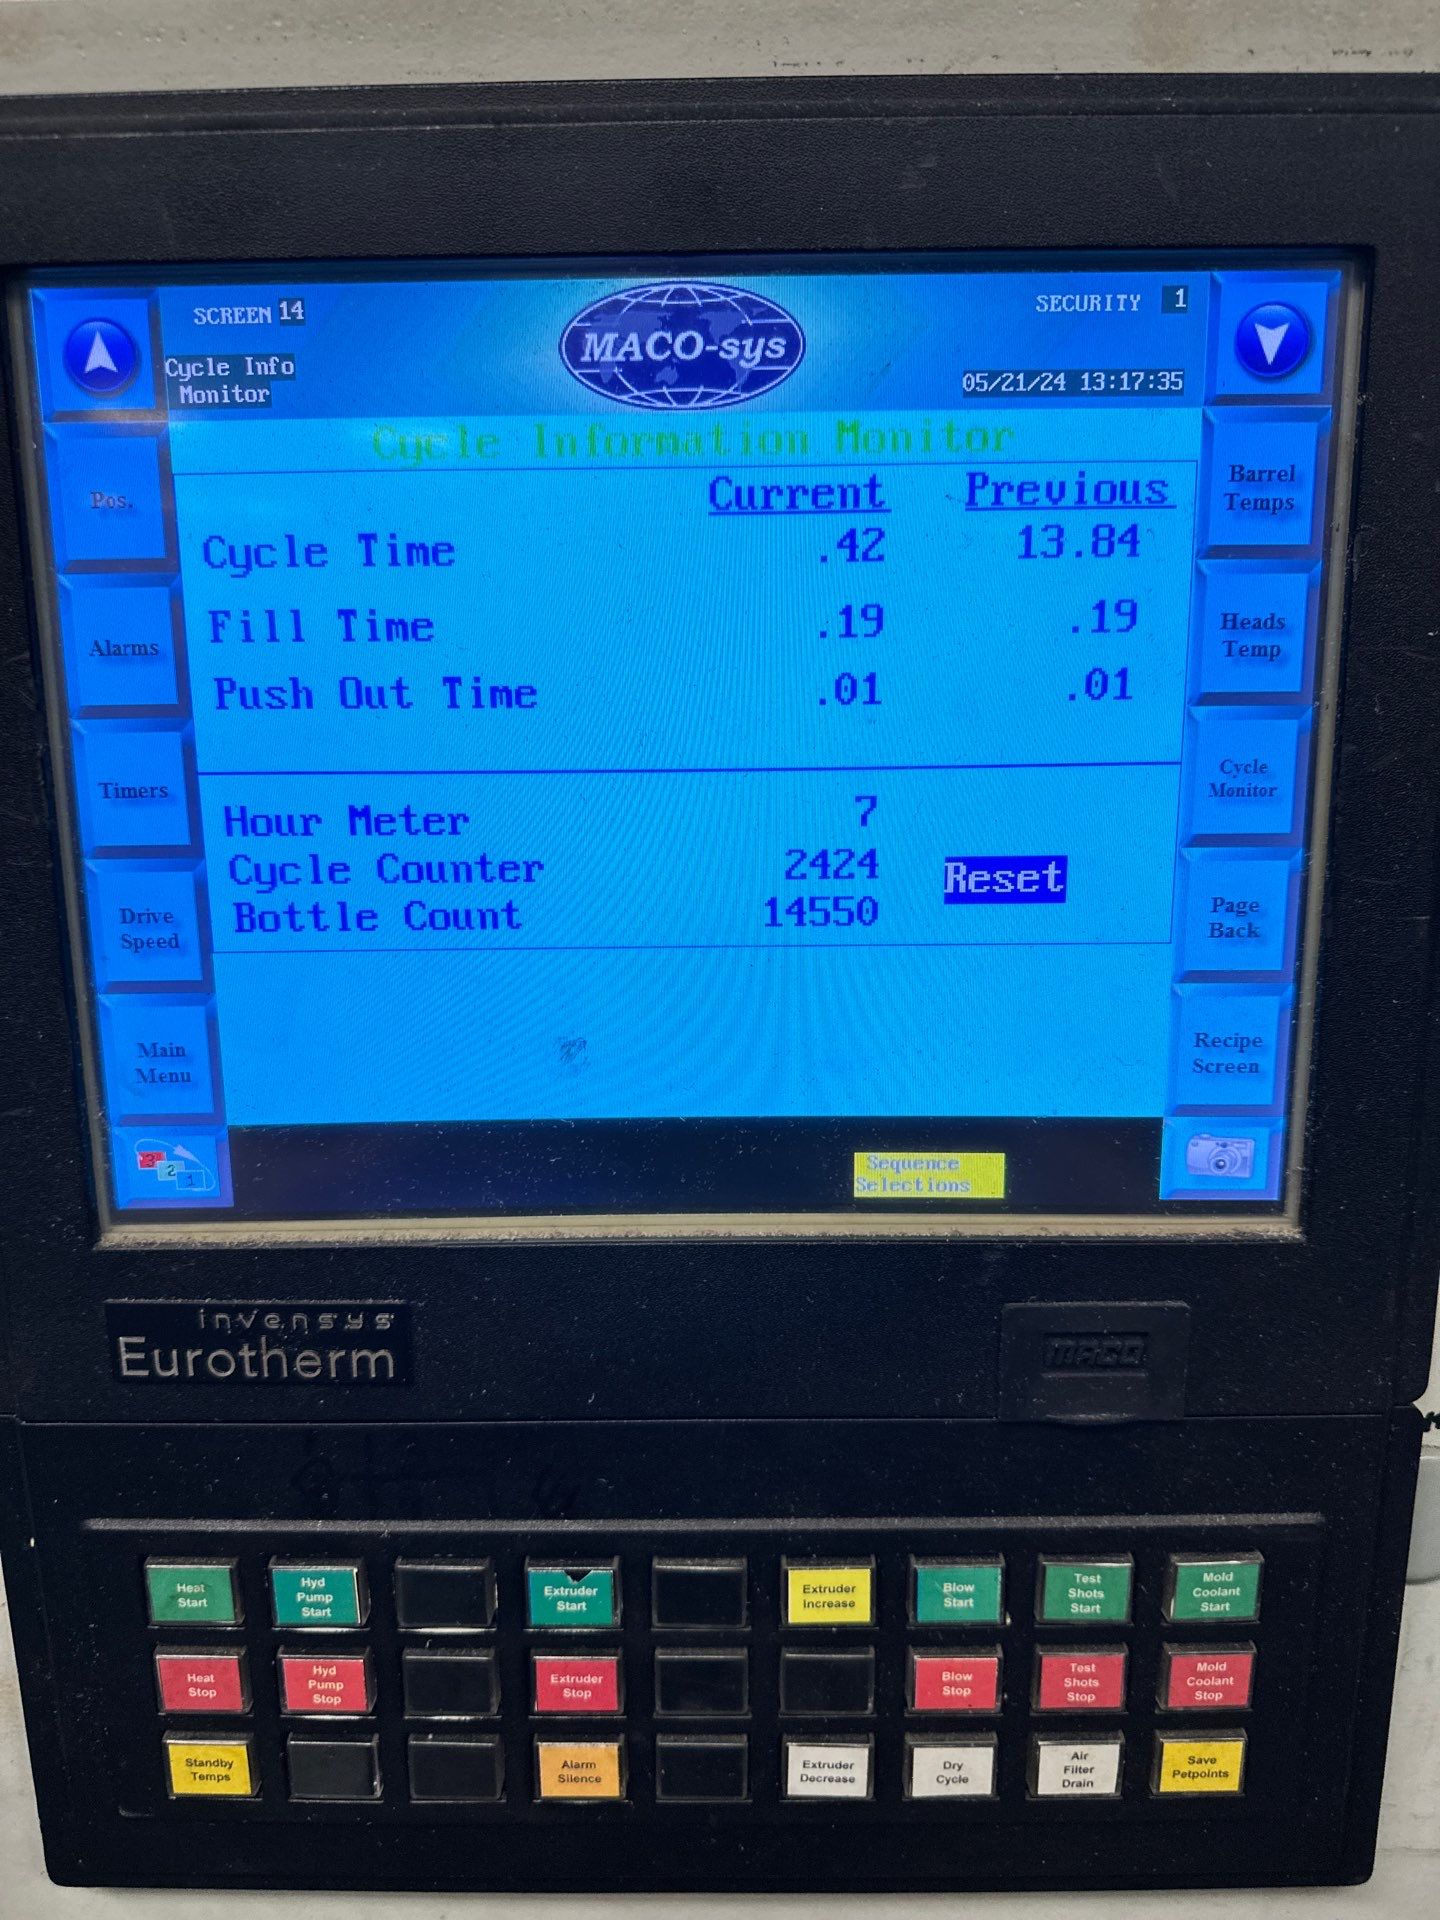 SCREEN 14
SECURITY 1
MACO-sys
Cycle Info
Monitor
05/21/24 13:17:35
Cycle Information Monitor
Current Previous
Cycle Time .42 13.84
Fill Time .19 .19
Push Out Time .01 .01
Hour Meter 7
Cycle Counter 2424
Reset
Bottle Count 14550
Pos.
Alarms
Timers
Drive
Speed
Main
Menu
3 2 1
Barrel
Temps
Heads
Temp
Cycle
Monitor
Page
Back
Recipe
Screen
Sequence
Selections
invensys
Eurotherm
MACO
Heat
Start
Hyd
Pump
Start
Extruder
Start
Extruder
Increase
Blow
Start
Test
Shots
Start
Mold
Coolant
Start
Heat
Stop
Hyd
Pump
Stop
Extruder
Stop
Blow
Stop
Test
Shots
Stop
Mold
Coolant
Stop
Standby
Temps
Alarm
Silence
Extruder
Decrease
Dry
Cycle
Air
Filter
Drain
Save
Petpoints